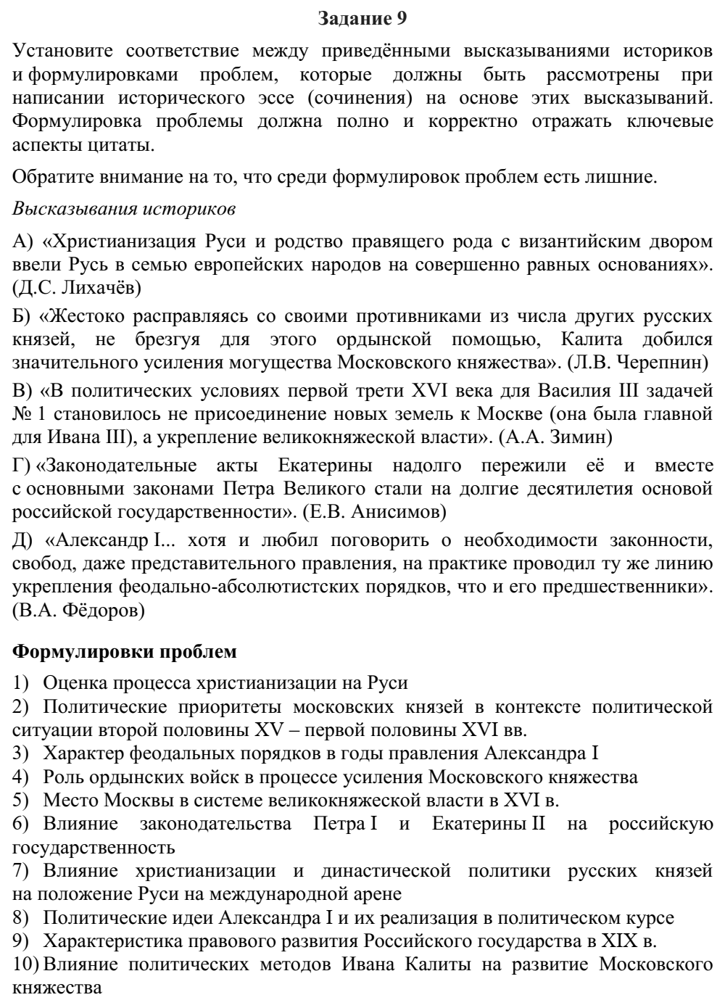 Задание 9
Установите соответствие между приведёнными высказываниями историков
и формулировками проблем, которые должны быть рассмотрены при
написании исторического эссе (сочинения) на основе этих высказываний.
Формулировка проблемы должна полно и корректно отражать ключевые
аспекты цитаты.
Обратите внимание на то, что среди формулировок проблем есть лишние.
Высказывания историков
А) «Христианизация Руси и родство правящего рода с византийским двором
ввели Русь в семью европейских народов на совершенно равных основаниях».
(Д.С. Лихачёв)
Б) «Жестоко расправляясь со своими противниками из числа других русских
князей, не брезгуя для этого ордынской помощью, Калита добился
значительного усиления могущества Московского княжества». (Л.В. Черепнин)
В) «В политических условиях первой трети XVI века для Василия III задачей
№ 1 становилось не присоединение новых земель к Москве (она была главной
для Ивана III), а укрепление великокняжеской власти». (А.А. Зимин)
Г) «Законодательные акты Екатерины надолго пережили её и вместе
с основными законами Петра Великого стали на долгие десятилетия основой
российской государственности». (Е.В. Анисимов)
Д) «Александр I... хотя и любил поговорить о необходимости законности,
свобод, даже представительного правления, на практике проводил ту же линию
укрепления феодально-абсолютистских порядков, что и его предшественники».
(В.А. Фёдоров)
Формулировки проблем
1) Оценка процесса христианизации на Руси
2) Политические приоритеты московских князей в контексте политической
ситуации второй половины XV – первой половины XVI вв.
3) Характер феодальных порядков в годы правления Александра I
4) Роль ордынских войск в процессе усиления Московского княжества
5) Место Москвы в системе великокняжеской власти в XVI в.
6) Влияние законодательства Петра I и Екатерины II на российскую
государственность
7) Влияние христианизации и династической политики русских князей
на положение Руси на международной арене
8) Политические идеи Александра I и их реализация в политическом курсе
9) Характеристика правового развития Российского государства в XIX в.
10) Влияние политических методов Ивана Калиты на развитие Московского
княжества